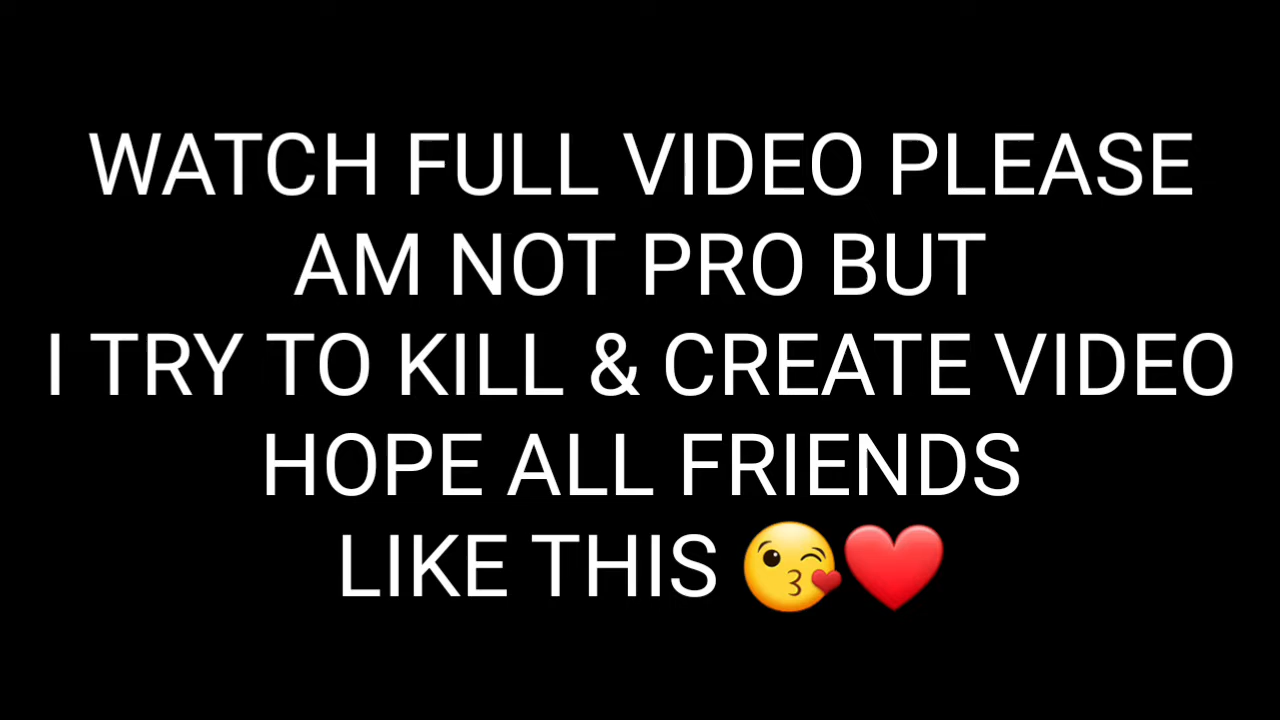 WATCH FULL VIDEO PLEASE
AM NOT PRO BUT
I TRY TO KILL & CREATE VIDEO
HOPE ALL FRIENDS
LIKE THIS 😘❤️